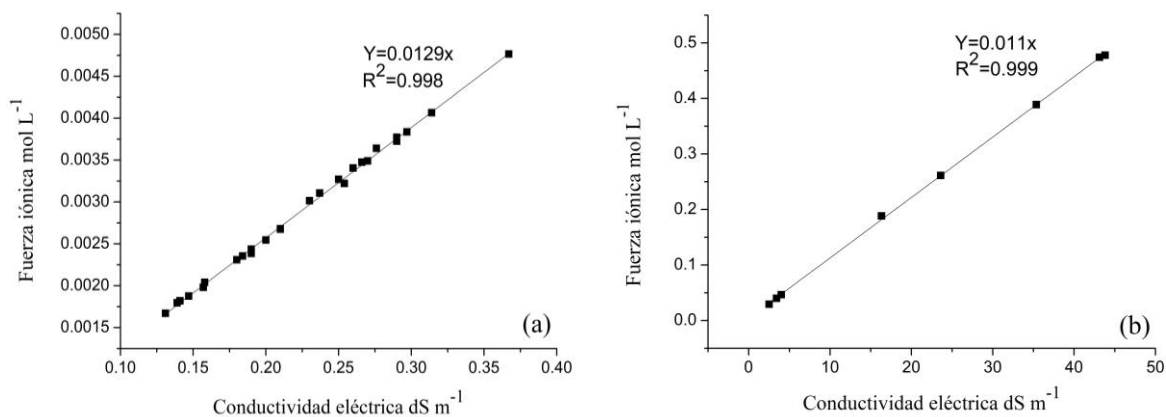 0.0050
0.0045
0.0040
0.0035
0.0030
0.0025
0.0020
0.0015
Fuerza iónica mol L⁻¹
Y=0.0129x
R²=0.998
(a)
0.10 0.15 0.20 0.25 0.30 0.35 0.40
Conductividad eléctrica dS m⁻¹
0.5
0.4
0.3
0.2
0.1
0.0
Fuerza iónica mol L⁻¹
Y=0.011x
R²=0.999
(b)
0 10 20 30 40 50
Conductividad eléctrica dS m⁻¹